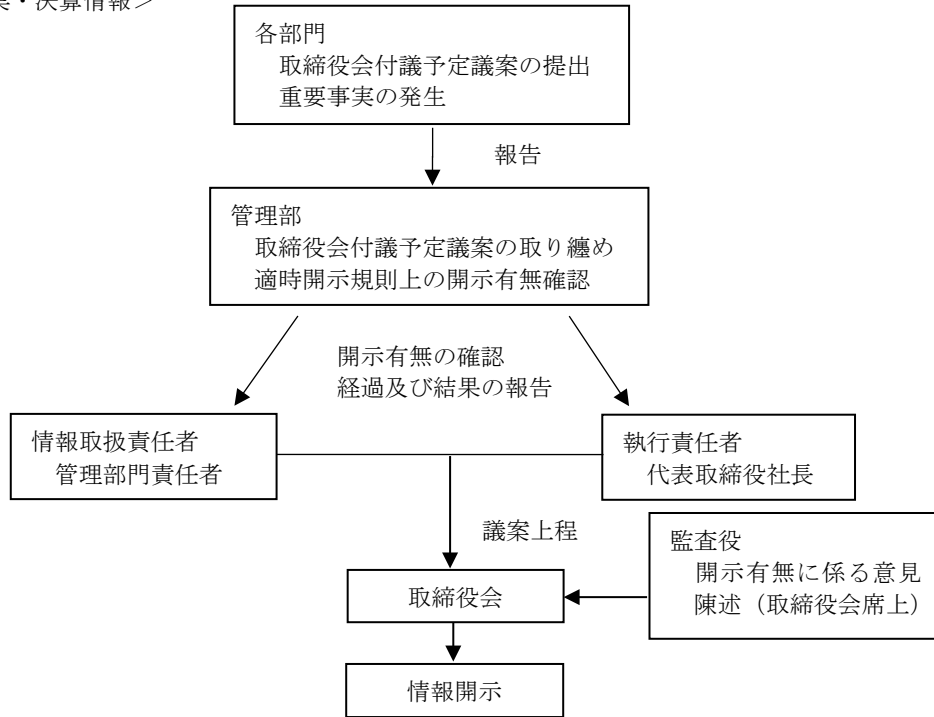 ・決算情報＞
各部門
取締役会付議予定議案の提出
重要事実の発生
報告
管理部
取締役会付議予定議案の取り纏め
適時開示規則上の開示有無確認
開示有無の確認
経過及び結果の報告
情報取扱責任者
管理部門責任者
執行責任者
代表取締役社長
議案上程
監査役
開示有無に係る意見
陳述（取締役会席上）
取締役会
情報開示